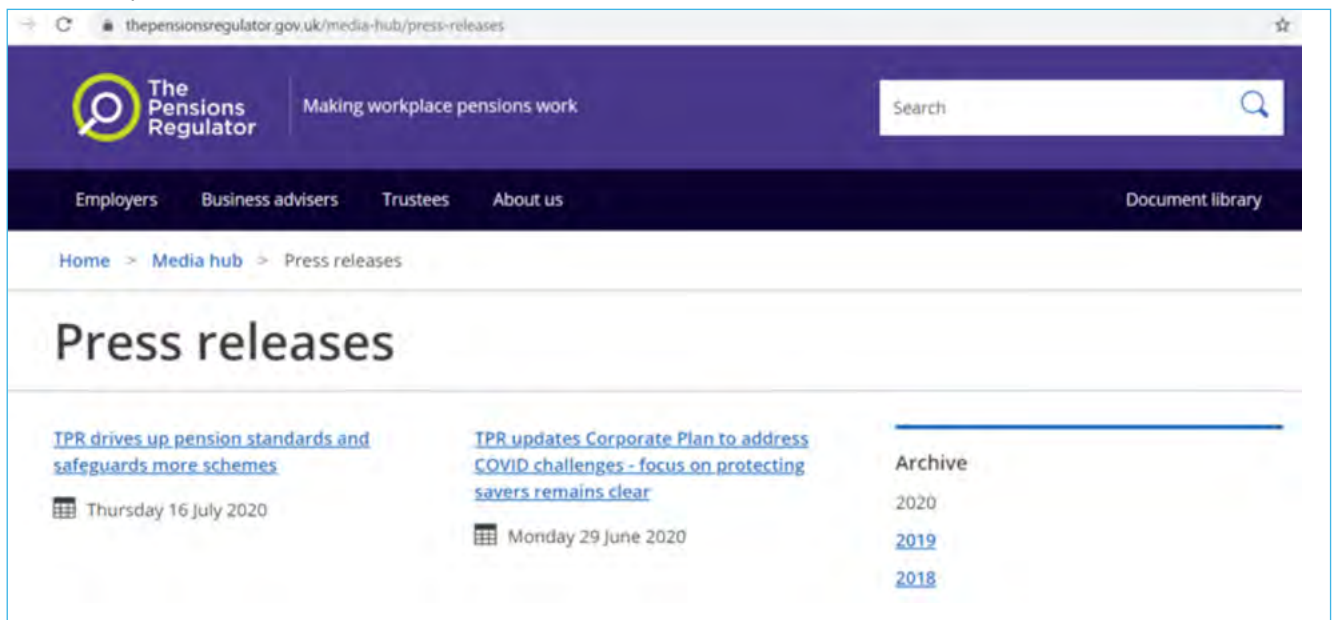 thepensionsregulator.gov.uk/media-hub/press-releases
The
Pensions
Regulator
Making workplace pensions work
Search
Employers Business advisers Trustees About us Document library
Home > Media hub > Press releases
Press releases
TPR drives up pension standards and
safeguards more schemes
Thursday 16 July 2020
TPR updates Corporate Plan to address
COVID challenges - focus on protecting
savers remains clear
Monday 29 June 2020
Archive
2020
2019
2018